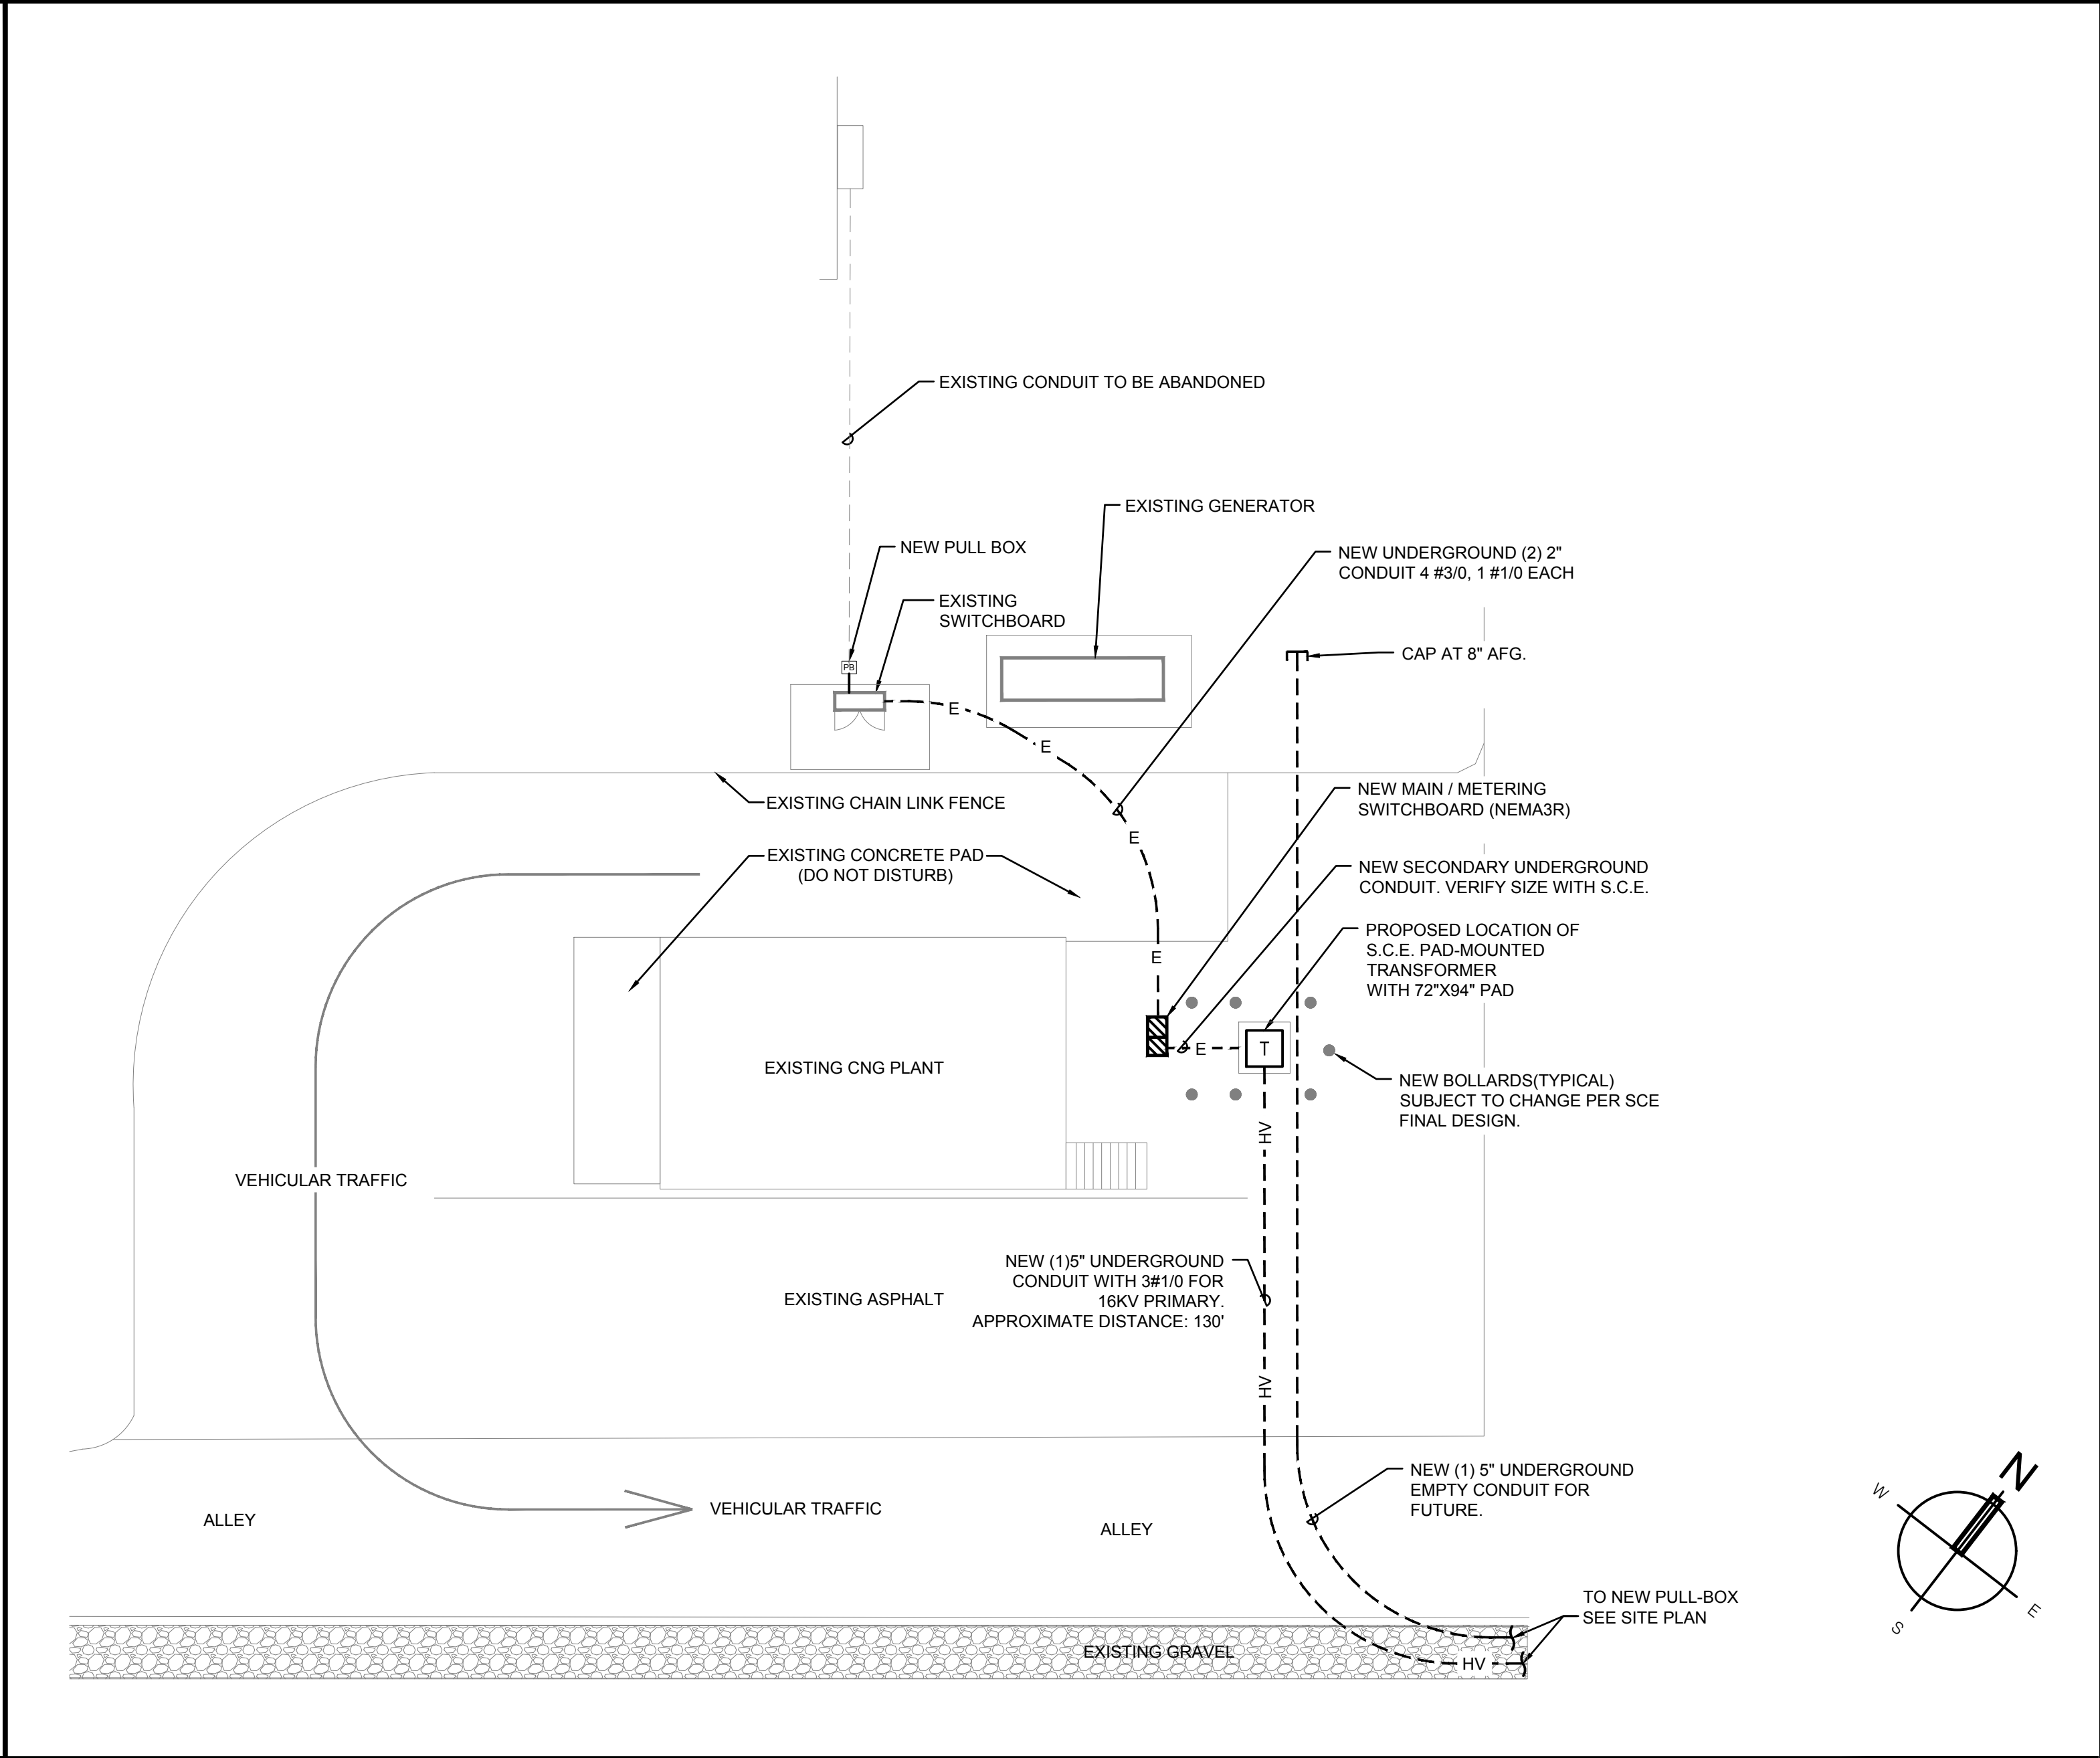 EXISTING CONDUIT TO BE ABANDONED
EXISTING GENERATOR
NEW PULL BOX
NEW UNDERGROUND (2) 2"
CONDUIT 4 #3/0, 1 #1/0 EACH
EXISTING
SWITCHBOARD
CAP AT 8" AFG.
PB
E
E
EXISTING CHAIN LINK FENCE
NEW MAIN / METERING
SWITCHBOARD (NEMA3R)
E
EXISTING CONCRETE PAD
(DO NOT DISTURB)
NEW SECONDARY UNDERGROUND
CONDUIT. VERIFY SIZE WITH S.C.E.
PROPOSED LOCATION OF
S.C.E. PAD-MOUNTED
TRANSFORMER
WITH 72"X94" PAD
E
E
T
EXISTING CNG PLANT
NEW BOLLARDS(TYPICAL)
SUBJECT TO CHANGE PER SCE
FINAL DESIGN.
HV
VEHICULAR TRAFFIC
NEW (1)5" UNDERGROUND
CONDUIT WITH 3#1/0 FOR
16KV PRIMARY.
APPROXIMATE DISTANCE: 130'
EXISTING ASPHALT
HV
NEW (1) 5" UNDERGROUND
EMPTY CONDUIT FOR
FUTURE.
N
W
VEHICULAR TRAFFIC
ALLEY
ALLEY
TO NEW PULL-BOX
SEE SITE PLAN
E
S
EXISTING GRAVEL
HV